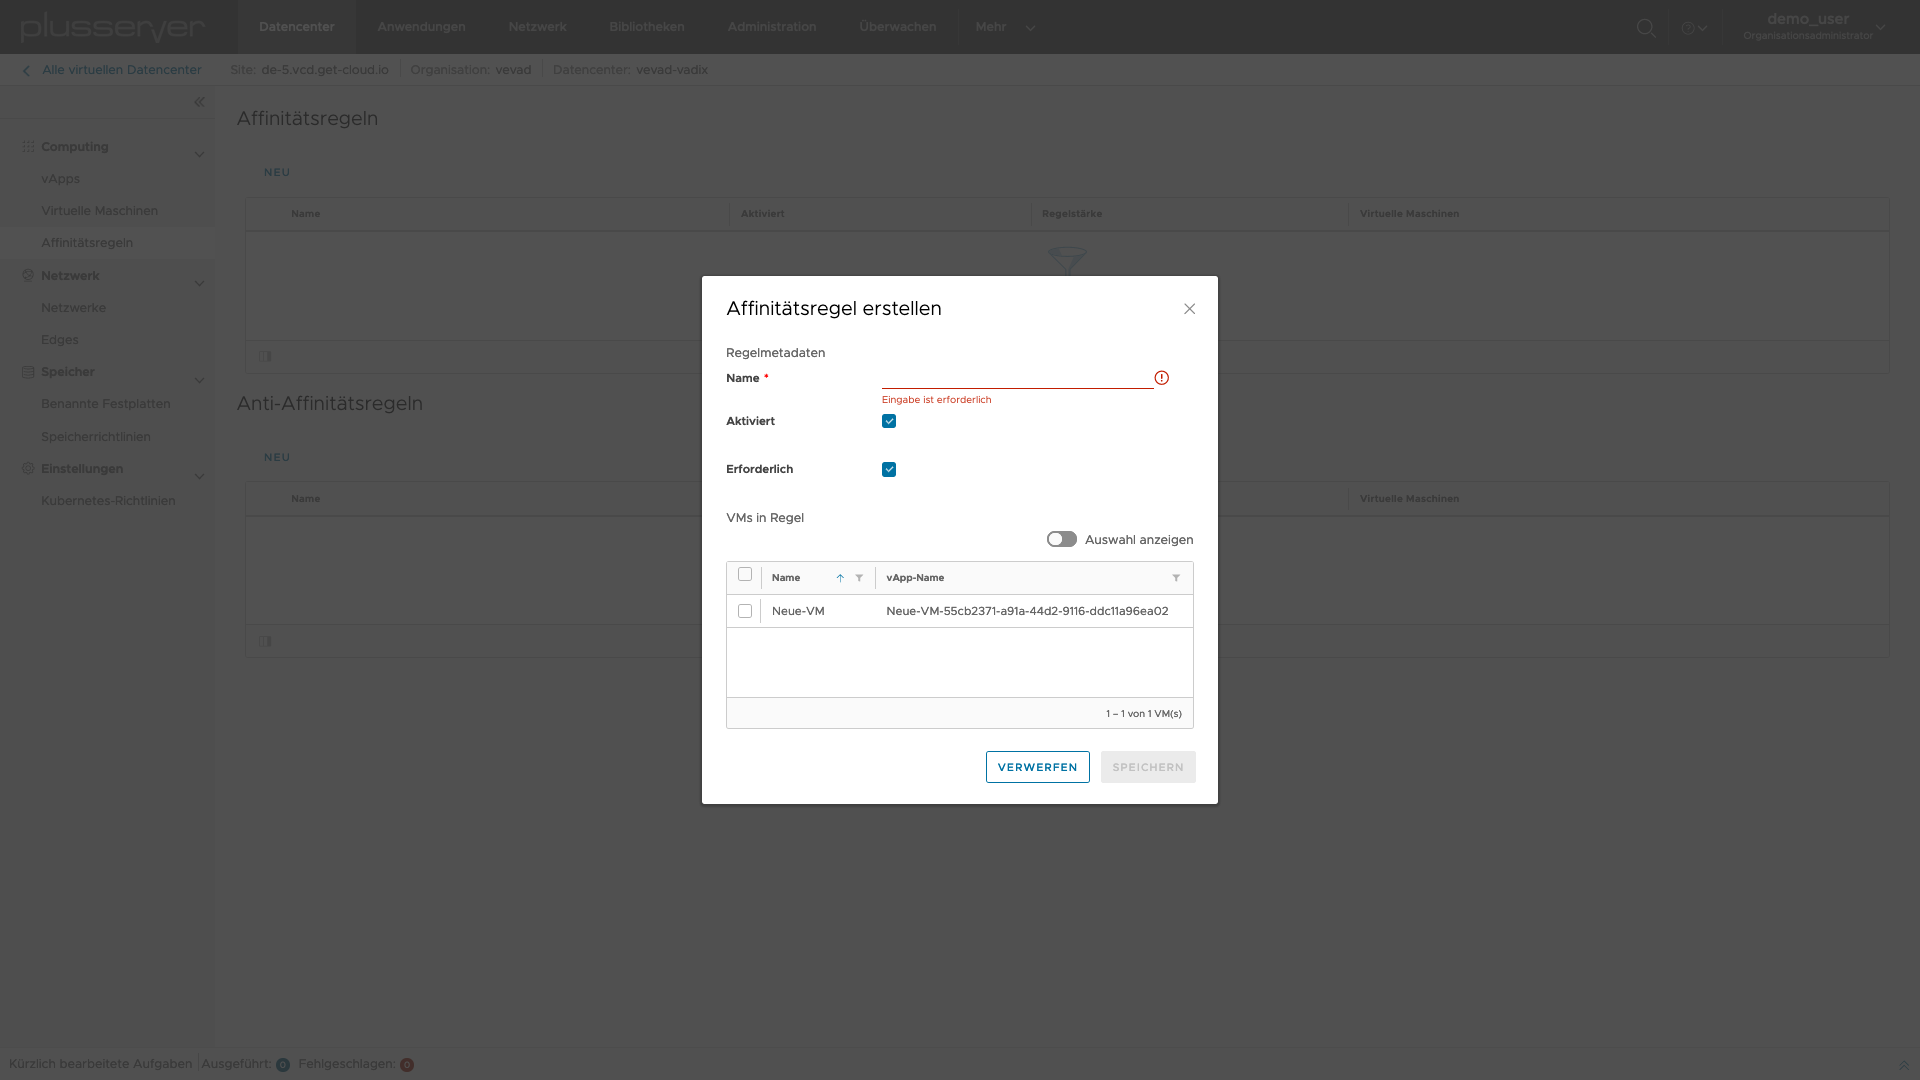 plusserver
Datencenter
Anwendungen
Netzwerk
Bibliotheken
Administration
Überwachen
Mehr
demo_user
Organisationsadministrator
Alle virtuellen Datencenter
Site: de-5.vcd.get-cloud.io
Organisation: vevad
Datencenter: vevad-vadix
Computing
vApps
Virtuelle Maschinen
Affinitätsregeln
Netzwerk
Netzwerke
Edges
Speicher
Benannte Festplatten
Speicherrichtlinien
Einstellungen
Kubernetes-Richtlinien
Affinitätsregeln
NEU
Name
Aktiviert
Regelstärke
Virtuelle Maschinen
Anti-Affinitätsregeln
NEU
Name
Virtuelle Maschinen
Affinitätsregel erstellen
Regelmetadaten
Name *
Eingabe ist erforderlich
Aktiviert
Erforderlich
VMs in Regel
Auswahl anzeigen
Name
vApp-Name
Neue-VM
Neue-VM-55cb2371-a91a-44d2-9116-ddc11a96ea02
1 – 1 von 1 VM(s)
VERWERFEN
SPEICHERN
Kürzlich bearbeitete Aufgaben
Ausgeführt: 0
Fehlgeschlagen: 0